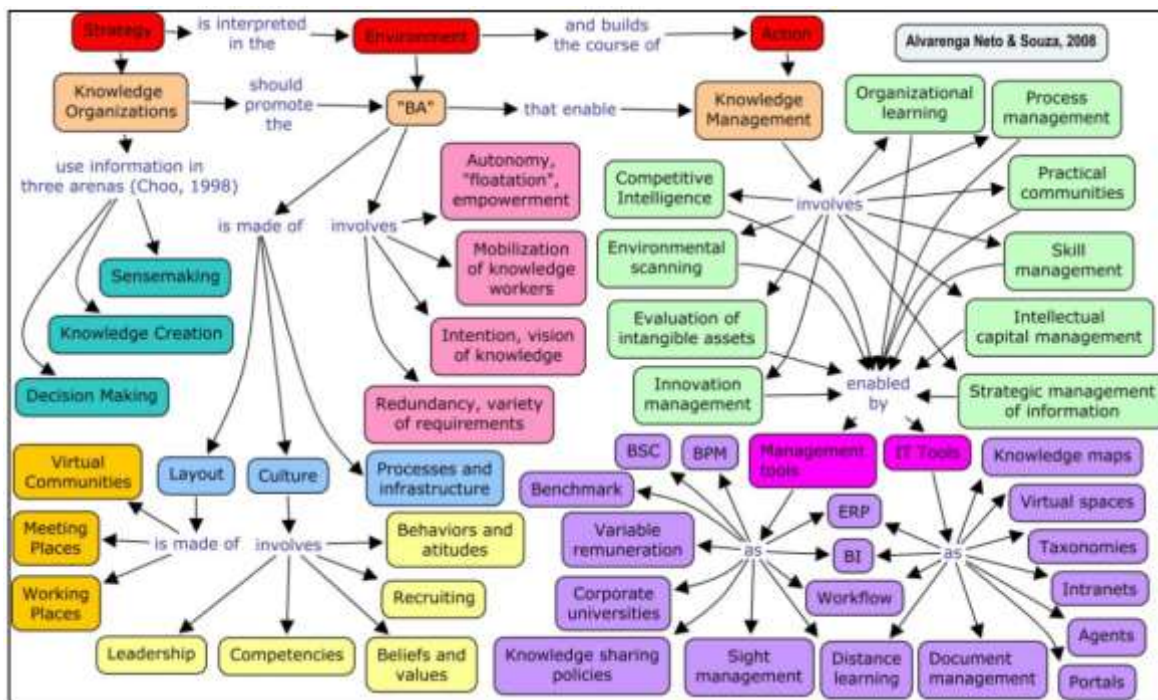 Strategy
is interpreted
in the
Environment
and builds
the course of
Action
Alvarenga Neto & Souza, 2008
Knowledge
Organizations
should
promote
the
"BA"
that enable
Knowledge
Management
Organizational
learning
Process
management
use information in
three arenas (Choo, 1998)
Sensemaking
Knowledge Creation
Decision Making
is made of
involves
Autonomy,
"floatation",
empowerment
Mobilization
of knowledge
workers
Intention, vision
of knowledge
Redundancy, variety
of requirements
Competitive
Intelligence
involves
Practical
communities
Environmental
scanning
Skill
management
Evaluation of
intangible assets
Intellectual
capital management
Innovation
management
enabled
by
Strategic management
of information
Virtual
Communities
Layout
Culture
Processes and
infrastructure
Meeting
Places
is made of
involves
Behaviors and
atitudes
Working
Places
Recruiting
Leadership
Competencies
Beliefs and
values
BSC
BPM
Management
tools
IT Tools
Knowledge maps
Benchmark
ERP
Virtual spaces
Variable
remuneration
as
BI
as
Taxonomies
Corporate
universities
Workflow
Intranets
Agents
Knowledge sharing
policies
Sight
management
Distance
learning
Document
management
Portals